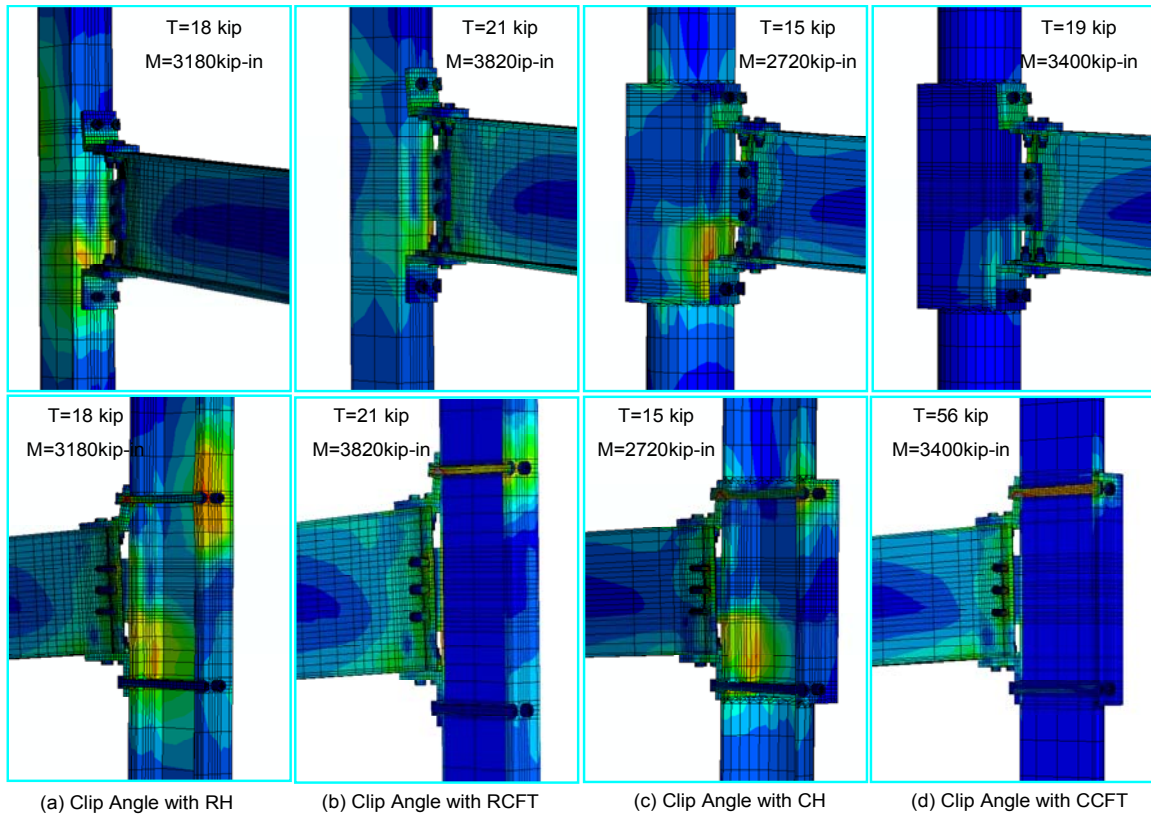 T=18 kip
M=3180kip-in
T=21 kip
M=3820ip-in
T=15 kip
M=2720kip-in
T=19 kip
M=3400kip-in
T=18 kip
M=3180kip-in
T=21 kip
M=3820kip-in
T=15 kip
M=2720kip-in
T=56 kip
M=3400kip-in
(a) Clip Angle with RH
(b) Clip Angle with RCFT
(c) Clip Angle with CH
(d) Clip Angle with CCFT